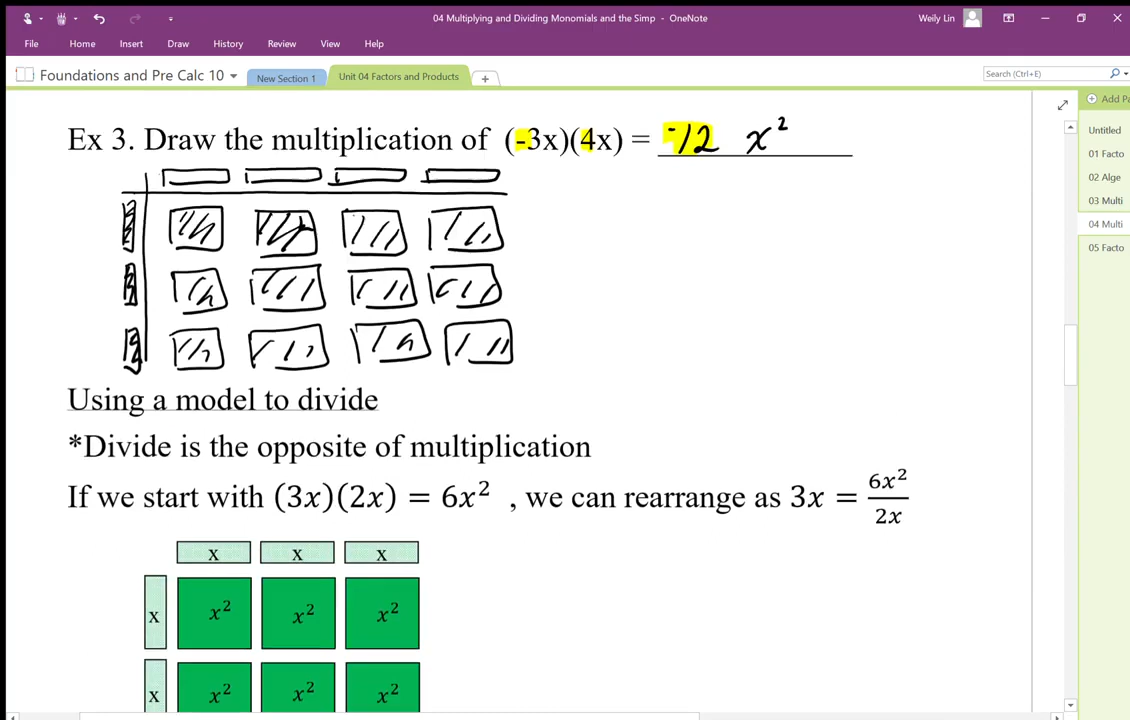 04 Multiplying and Dividing Monomials and the Simp - OneNote
Weily Lin
File Home Insert Draw History Review View Help
Foundations and Pre Calc 10
New Section 1
Unit 04 Factors and Products
Search (Ctrl+E)
Add Pa
Untitled
01 Facto
02 Alge
03 Multi
04 Multi
05 Facto
Ex 3. Draw the multiplication of (-3x)(4x) = -12 x²
Using a model to divide
*Divide is the opposite of multiplication
If we start with (3x)(2x) = 6x² , we can rearrange as 3x = 6x²/2x
x x x
x x² x² x²
x x² x² x²